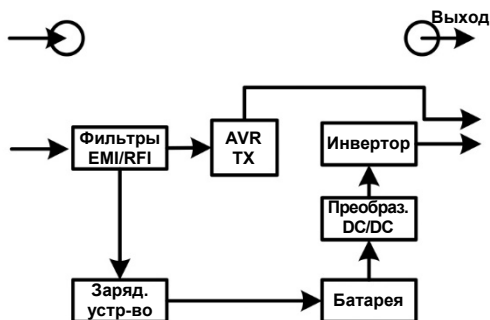 Выход
Фильтры
EMI/RFI
AVR
TX
Инвертор
Преобраз.
DC/DC
Заряд.
устр-во
Батарея